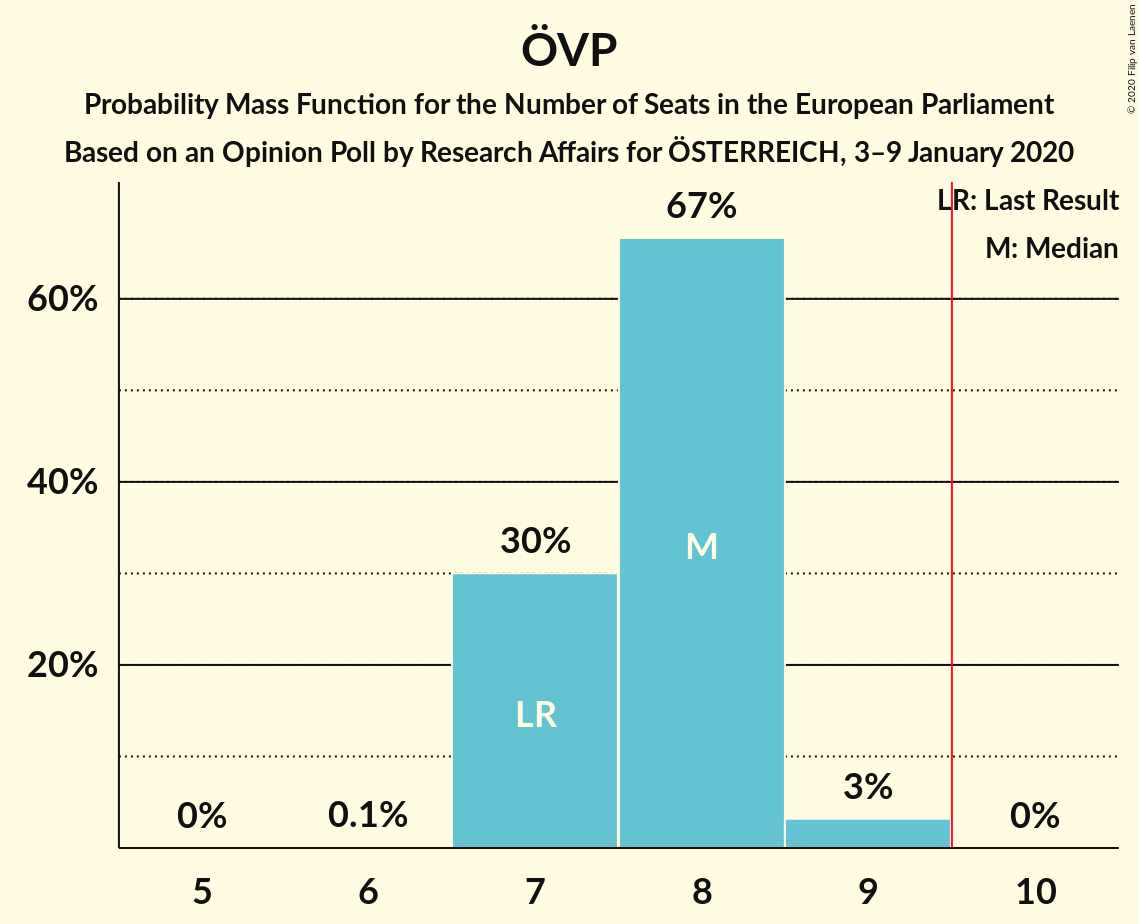 ÖVP
Probability Mass Function for the Number of Seats in the European Parliament
Based on an Opinion Poll by Research Affairs for ÖSTERREICH, 3–9 January 2020
© 2020 Filip van Laenen
LR: Last Result
M: Median
67%
60%
40%
30%
M
20%
LR
3%
0%
0.1%
0%
5
6
7
8
9
10